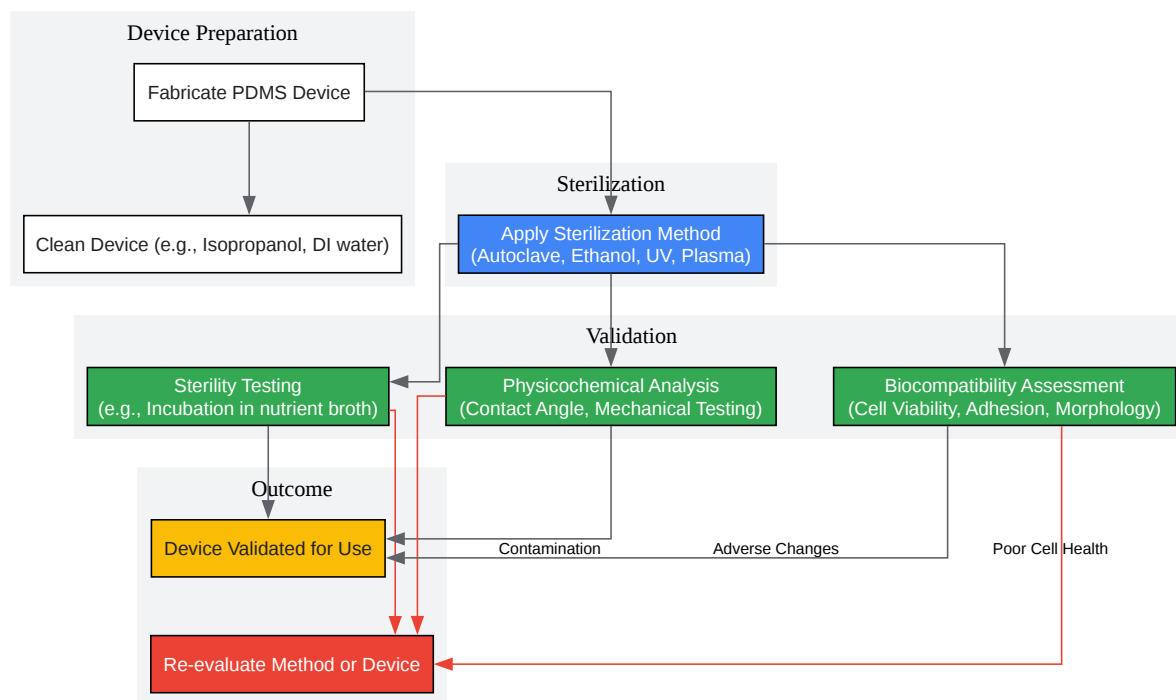 Device Preparation
Fabricate PDMS Device
Clean Device (e.g., Isopropanol, DI water)
Sterilization
Apply Sterilization Method
(Autoclave, Ethanol, UV, Plasma)
Validation
Sterility Testing
(e.g., Incubation in nutrient broth)
Physicochemical Analysis
(Contact Angle, Mechanical Testing)
Biocompatibility Assessment
(Cell Viability, Adhesion, Morphology)
Outcome
Device Validated for Use
Contamination
Adverse Changes
Poor Cell Health
Re-evaluate Method or Device